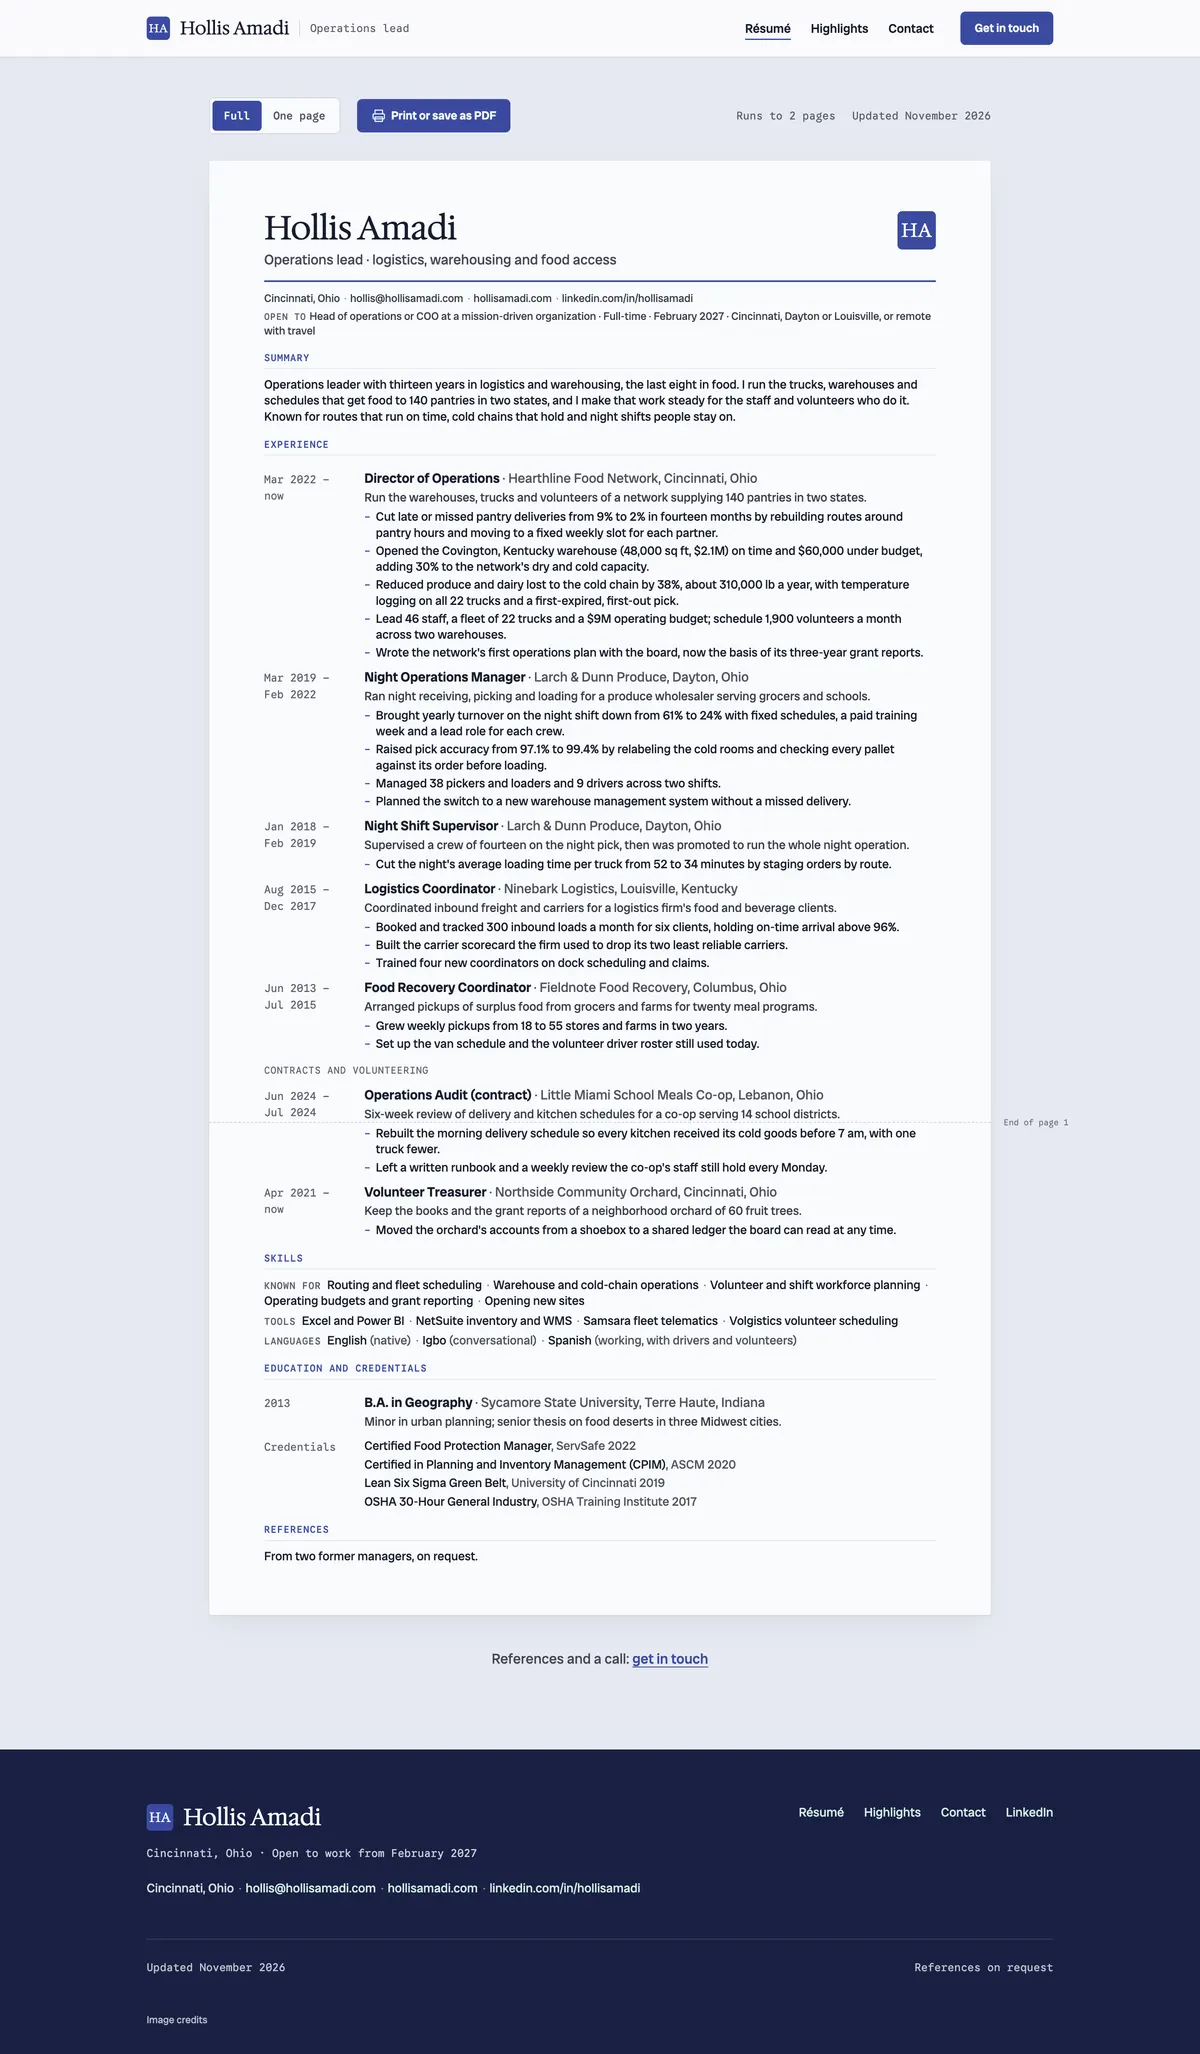 HA Hollis Amadi Operations lead Résumé Highlights Contact Get in touch
Full One page Print or save as PDF Runs to 2 pages Updated November 2026
Hollis Amadi HA
Operations lead · logistics, warehousing and food access
Cincinnati, Ohio · hollis@hollisamadi.com · hollisamadi.com · linkedin.com/in/hollisamadi
OPEN TO Head of operations or COO at a mission-driven organization · Full-time · February 2027 · Cincinnati, Dayton or Louisville, or remote
with travel
SUMMARY
Operations leader with thirteen years in logistics and warehousing, the last eight in food. I run the trucks, warehouses and
schedules that get food to 140 pantries in two states, and I make that work steady for the staff and volunteers who do it.
Known for routes that run on time, cold chains that hold and night shifts people stay on.
EXPERIENCE
Mar 2022 –
now
Director of Operations · Hearthline Food Network, Cincinnati, Ohio
Run the warehouses, trucks and volunteers of a network supplying 140 pantries in two states.
– Cut late or missed pantry deliveries from 9% to 2% in fourteen months by rebuilding routes around
pantry hours and moving to a fixed weekly slot for each partner.
– Opened the Covington, Kentucky warehouse (48,000 sq ft, $2.1M) on time and $60,000 under budget,
adding 30% to the network's dry and cold capacity.
– Reduced produce and dairy lost to the cold chain by 38%, about 310,000 lb a year, with temperature
logging on all 22 trucks and a first-expired, first-out pick.
– Lead 46 staff, a fleet of 22 trucks and a $9M operating budget; schedule 1,900 volunteers a month
across two warehouses.
– Wrote the network's first operations plan with the board, now the basis of its three-year grant reports.
Mar 2019 –
Feb 2022
Night Operations Manager · Larch & Dunn Produce, Dayton, Ohio
Ran night receiving, picking and loading for a produce wholesaler serving grocers and schools.
– Brought yearly turnover on the night shift down from 61% to 24% with fixed schedules, a paid training
week and a lead role for each crew.
– Raised pick accuracy from 97.1% to 99.4% by relabeling the cold rooms and checking every pallet
against its order before loading.
– Managed 38 pickers and loaders and 9 drivers across two shifts.
– Planned the switch to a new warehouse management system without a missed delivery.
Jan 2018 –
Feb 2019
Night Shift Supervisor · Larch & Dunn Produce, Dayton, Ohio
Supervised a crew of fourteen on the night pick, then was promoted to run the whole night operation.
– Cut the night's average loading time per truck from 52 to 34 minutes by staging orders by route.
Aug 2015 –
Dec 2017
Logistics Coordinator · Ninebark Logistics, Louisville, Kentucky
Coordinated inbound freight and carriers for a logistics firm's food and beverage clients.
– Booked and tracked 300 inbound loads a month for six clients, holding on-time arrival above 96%.
– Built the carrier scorecard the firm used to drop its two least reliable carriers.
– Trained four new coordinators on dock scheduling and claims.
Jun 2013 –
Jul 2015
Food Recovery Coordinator · Fieldnote Food Recovery, Columbus, Ohio
Arranged pickups of surplus food from grocers and farms for twenty meal programs.
– Grew weekly pickups from 18 to 55 stores and farms in two years.
– Set up the van schedule and the volunteer driver roster still used today.
CONTRACTS AND VOLUNTEERING
Jun 2024 –
Jul 2024
Operations Audit (contract) · Little Miami School Meals Co-op, Lebanon, Ohio
Six-week review of delivery and kitchen schedules for a co-op serving 14 school districts.
End of page 1
– Rebuilt the morning delivery schedule so every kitchen received its cold goods before 7 am, with one
truck fewer.
– Left a written runbook and a weekly review the co-op's staff still hold every Monday.
Apr 2021 –
now
Volunteer Treasurer · Northside Community Orchard, Cincinnati, Ohio
Keep the books and the grant reports of a neighborhood orchard of 60 fruit trees.
– Moved the orchard's accounts from a shoebox to a shared ledger the board can read at any time.
SKILLS
KNOWN FOR Routing and fleet scheduling · Warehouse and cold-chain operations · Volunteer and shift workforce planning ·
Operating budgets and grant reporting · Opening new sites
TOOLS Excel and Power BI · NetSuite inventory and WMS · Samsara fleet telematics · Volgistics volunteer scheduling
LANGUAGES English (native) · Igbo (conversational) · Spanish (working, with drivers and volunteers)
EDUCATION AND CREDENTIALS
2013 B.A. in Geography · Sycamore State University, Terre Haute, Indiana
Minor in urban planning; senior thesis on food deserts in three Midwest cities.
Credentials Certified Food Protection Manager, ServSafe 2022
Certified in Planning and Inventory Management (CPIM), ASCM 2020
Lean Six Sigma Green Belt, University of Cincinnati 2019
OSHA 30-Hour General Industry, OSHA Training Institute 2017
REFERENCES
From two former managers, on request.
References and a call: get in touch
HA Hollis Amadi Résumé Highlights Contact LinkedIn
Cincinnati, Ohio · Open to work from February 2027
Cincinnati, Ohio · hollis@hollisamadi.com · hollisamadi.com · linkedin.com/in/hollisamadi
Updated November 2026 References on request
Image credits